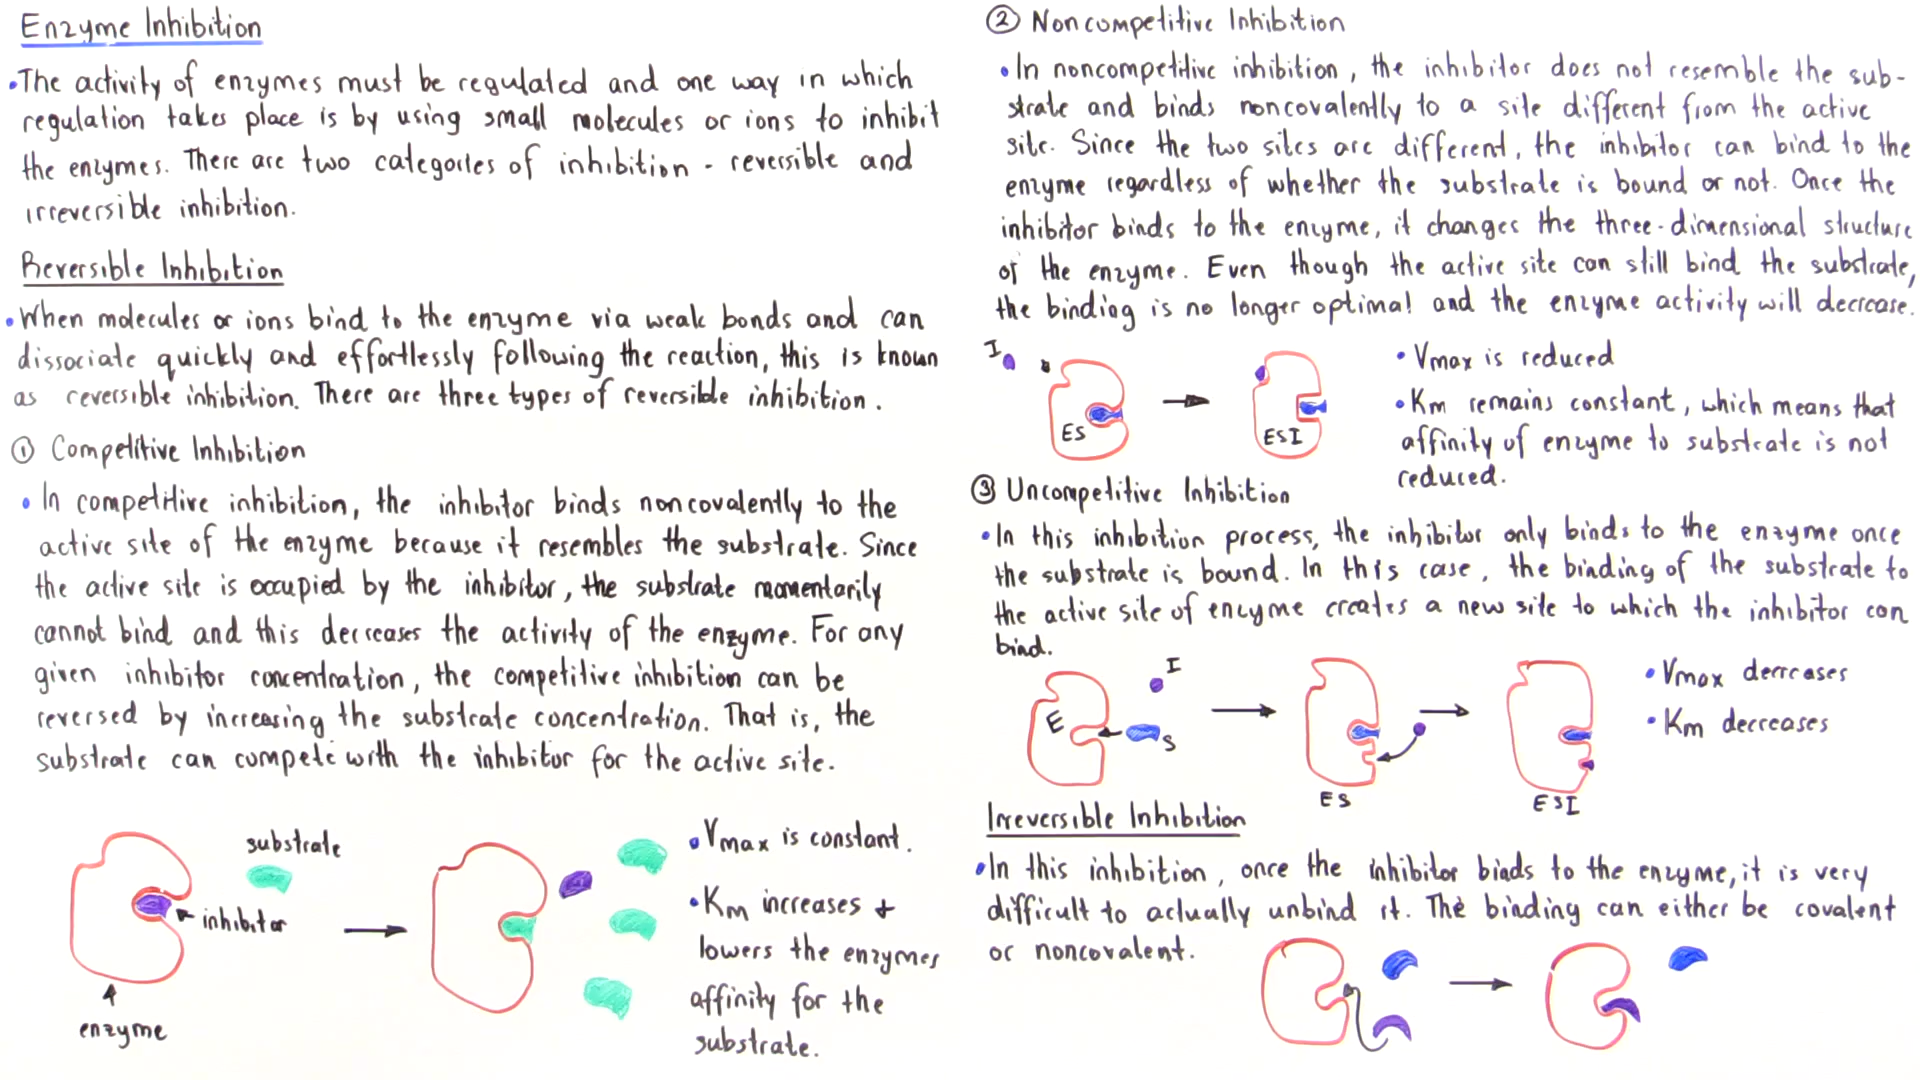 Enzyme Inhibition
•The activity of enzymes must be regulated and one way in which
regulation takes place is by using small molecules or ions to inhibit
the enzymes. There are two categories of inhibition - reversible and
irreversible inhibition.
Reversible Inhibition
•When molecules or ions bind to the enzyme via weak bonds and can
dissociate quickly and effortlessly following the reaction, this is known
as reversible inhibition. There are three types of reversible inhibition.
① Competitive Inhibition
• In competitive inhibition, the inhibitor binds noncovalently to the
active site of the enzyme because it resembles the substrate. Since
the active site is occupied by the inhibitor, the substrate momentarily
cannot bind and this decreases the activity of the enzyme. For any
given inhibitor concentration, the competitive inhibition can be
reversed by increasing the substrate concentration. That is, the
substrate can compete with the inhibitor for the active site.
substrate
inhibitor
enzyme
•Vmax is constant.
•Km increases +
lowers the enzymes
affinity for the
substrate.
② Noncompetitive Inhibition
•In noncompetitive inhibition, the inhibitor does not resemble the sub-
strate and binds noncovalently to a site different from the active
site. Since the two sites are different, the inhibitor can bind to the
enzyme regardless of whether the substrate is bound or not. Once the
inhibitor binds to the enzyme, it changes the three-dimensional structure
of the enzyme. Even though the active site can still bind the substrate,
the binding is no longer optimal and the enzyme activity will decrease.
I
ES
ESI
• Vmax is reduced
•Km remains constant, which means that
affinity of enzyme to substrate is not
reduced.
③ Uncompetitive Inhibition
•In this inhibition process, the inhibitor only binds to the enzyme once
the substrate is bound. In this case, the binding of the substrate to
the active site of enzyme creates a new site to which the inhibitor can
bind.
I
E
S
ES
ESI
• Vmax decreases
• Km decreases
Irreversible Inhibition
•In this inhibition, once the inhibitor binds to the enzyme, it is very
difficult to actually unbind it. The binding can either be covalent
or noncovalent.